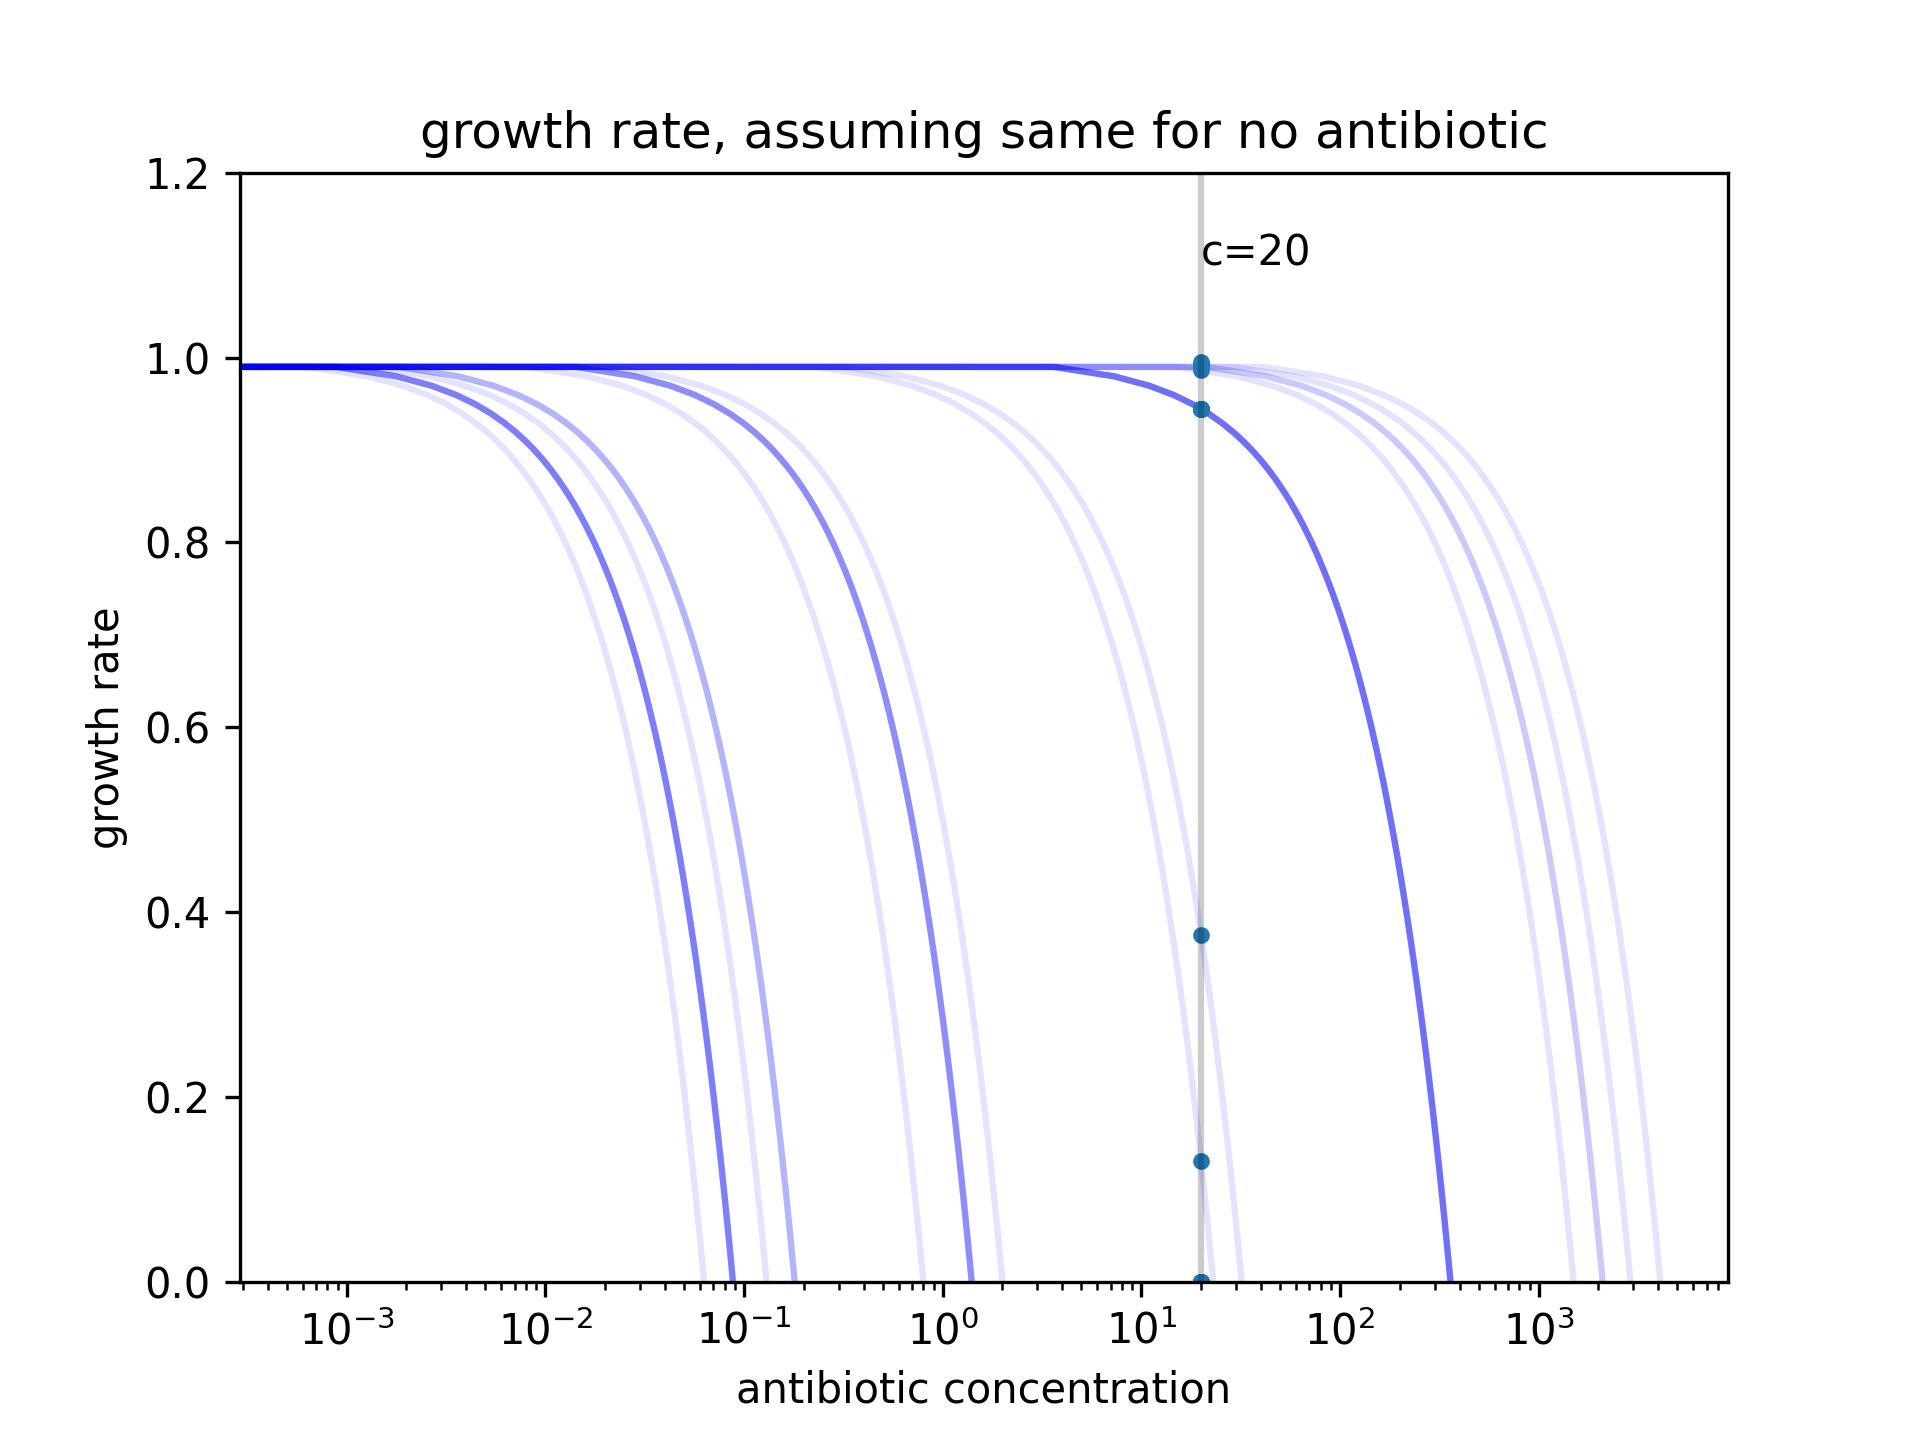 growth rate, assuming same for no antibiotic
1.2
c=20
1.0
0.8
0.6
growth rate
0.4
0.2
0.0
10⁻³ 10⁻² 10⁻¹ 10⁰ 10¹ 10² 10³
antibiotic concentration